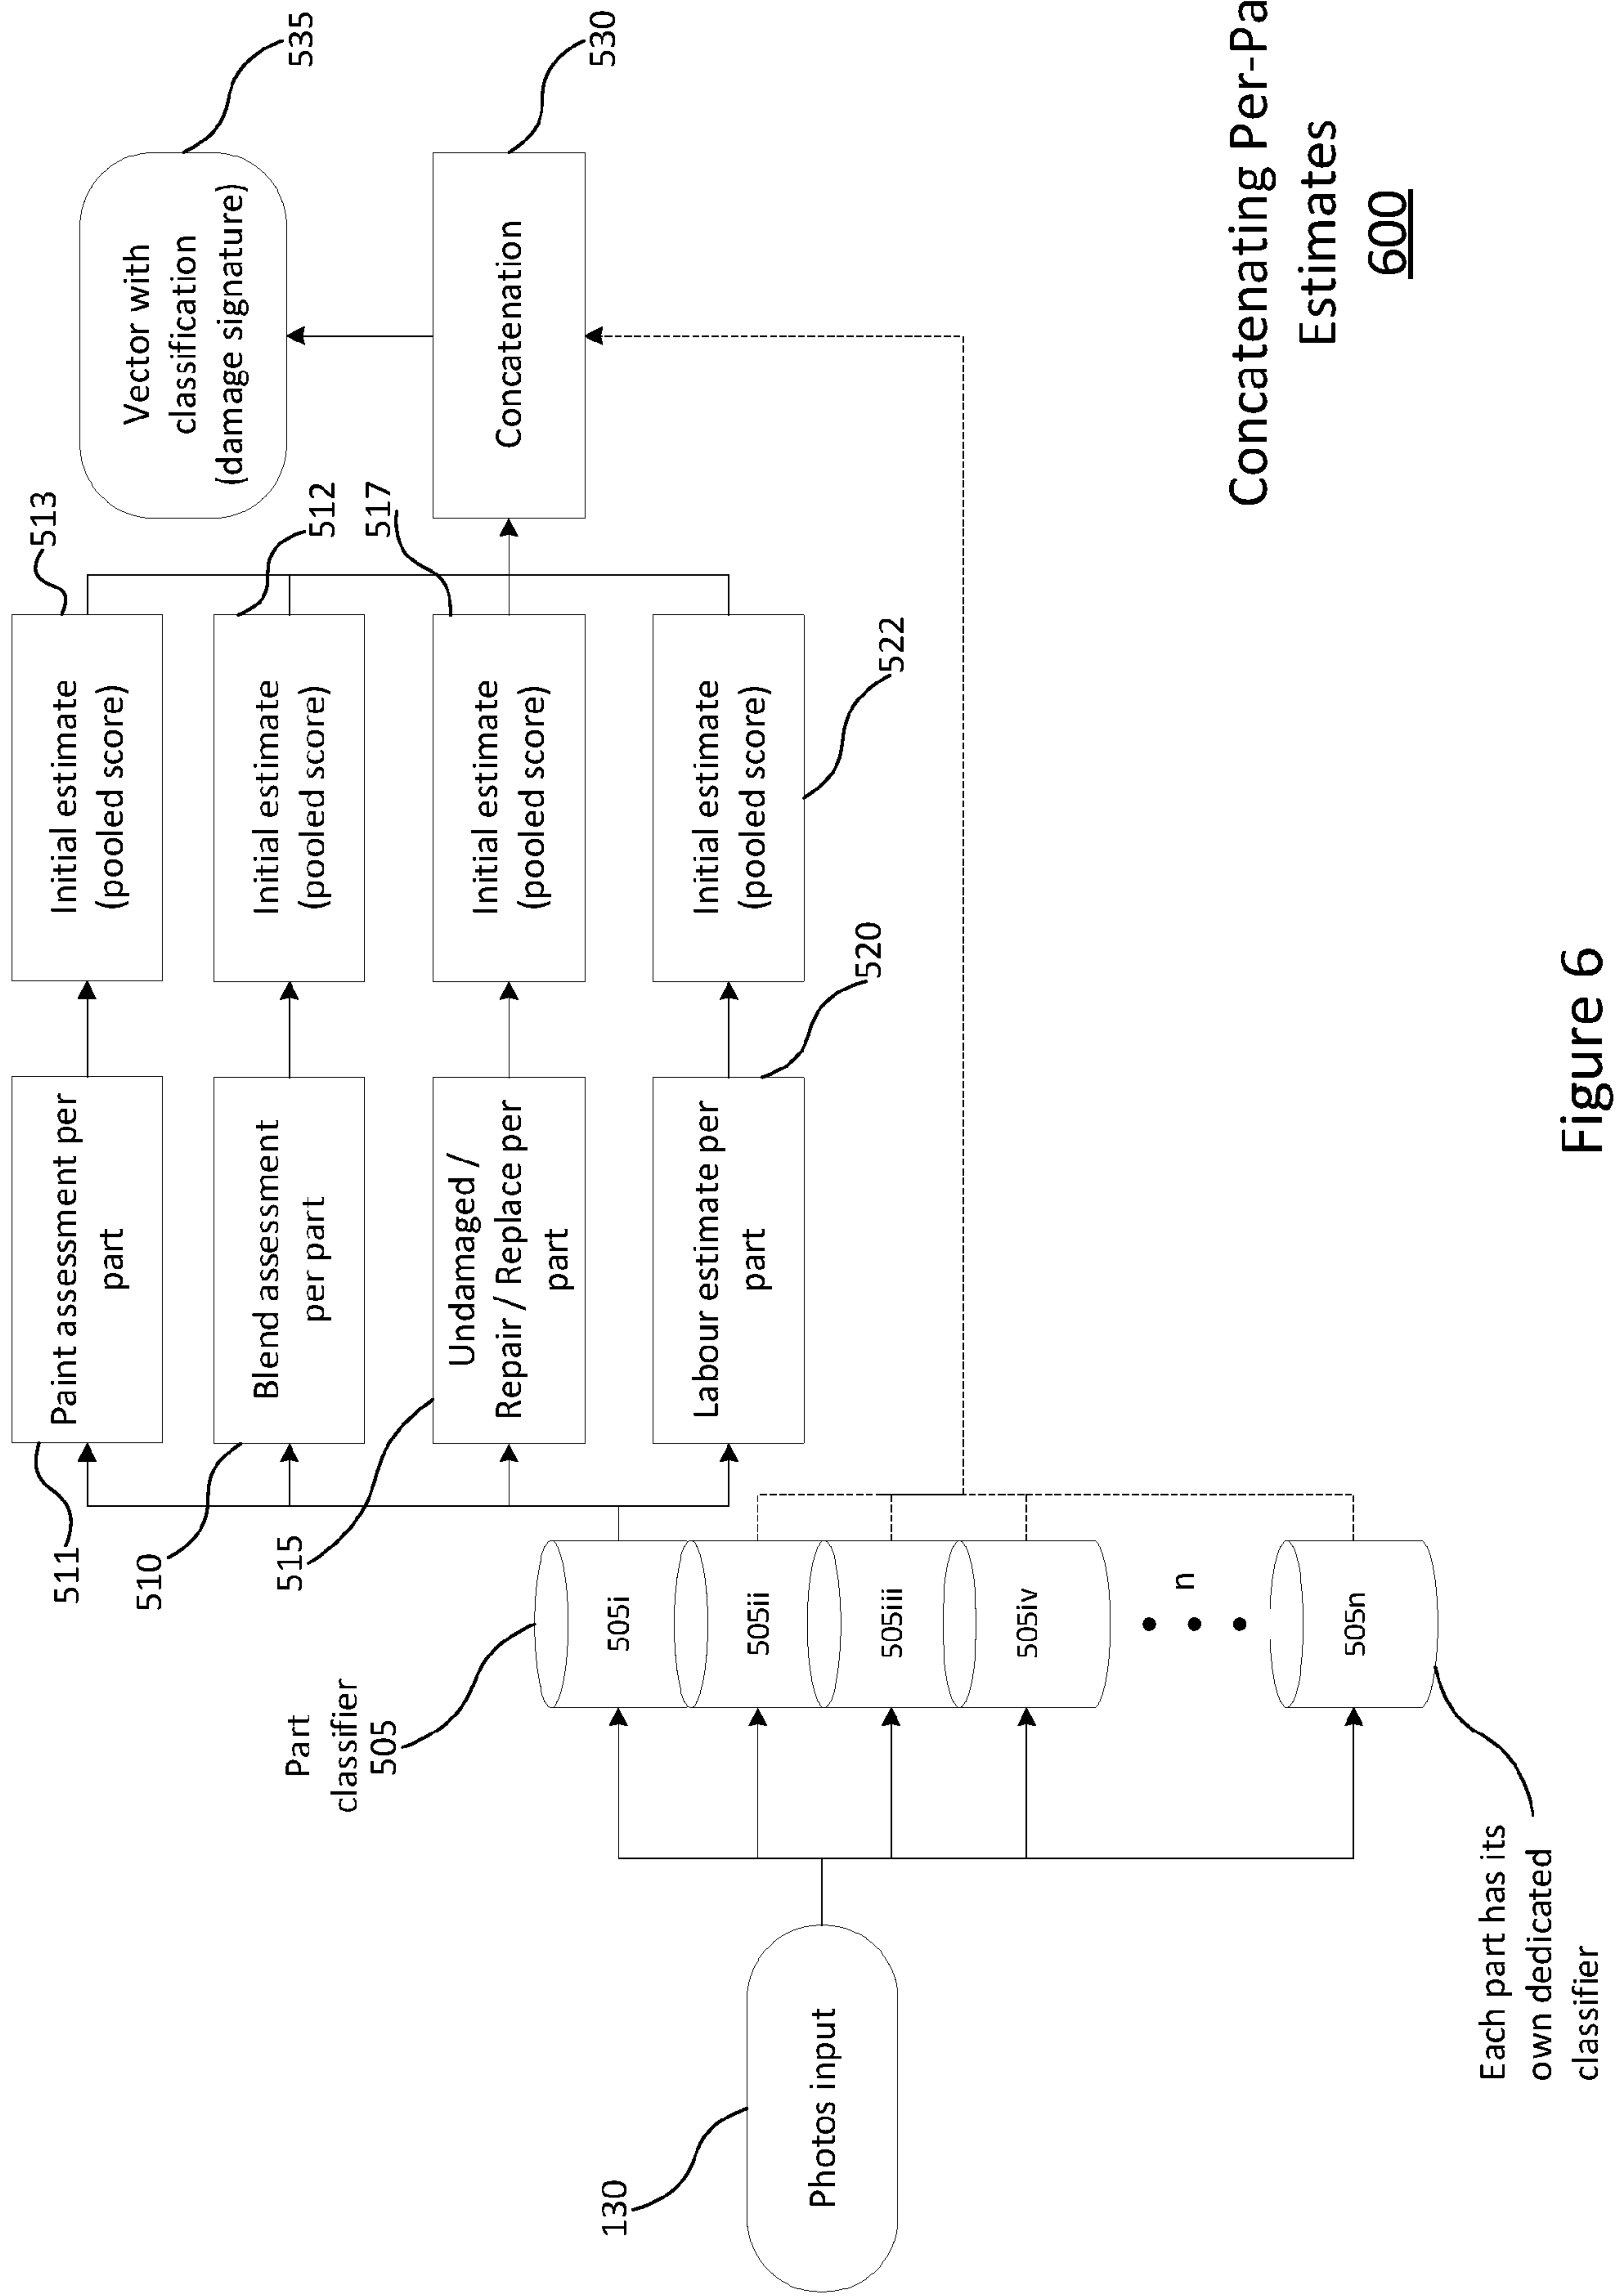 130
Photos input
Each part has its
own dedicated
classifier
Part
classifier
505
505i
505ii
505iii
505iv
n
505n
511
Paint assessment per
part
510
Blend assessment
per part
515
Undamaged /
Repair / Replace per
part
Labour estimate per
part
520
513
Initial estimate
(pooled score)
512
Initial estimate
(pooled score)
517
Initial estimate
(pooled score)
Initial estimate
(pooled score)
522
Vector with
classification
(damage signature)
535
Concatenation
530
Concatenating Per-Pa
Estimates
600
Figure 6